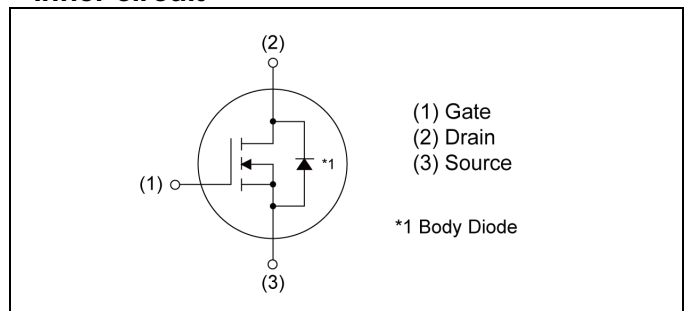 (2)
(1) Gate
(2) Drain
(3) Source
*1
(1)
*1 Body Diode
(3)